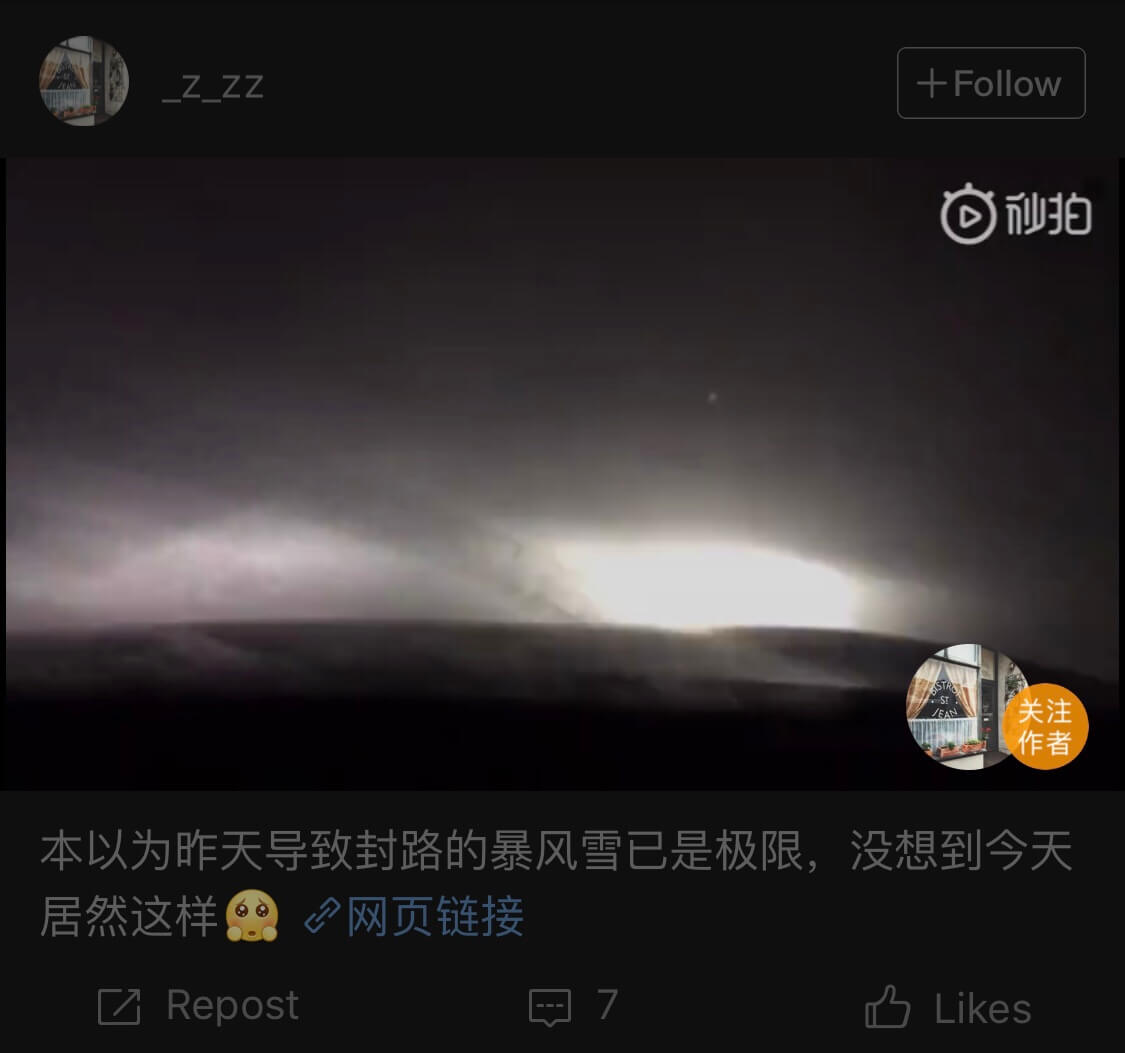 _z_zz
+Follow
秒拍
BISTRO
ST
JEAN
关注
作者
本以为昨天导致封路的暴风雪已是极限，没想到今天
居然这样🥺 网页链接
Repost
7
Likes